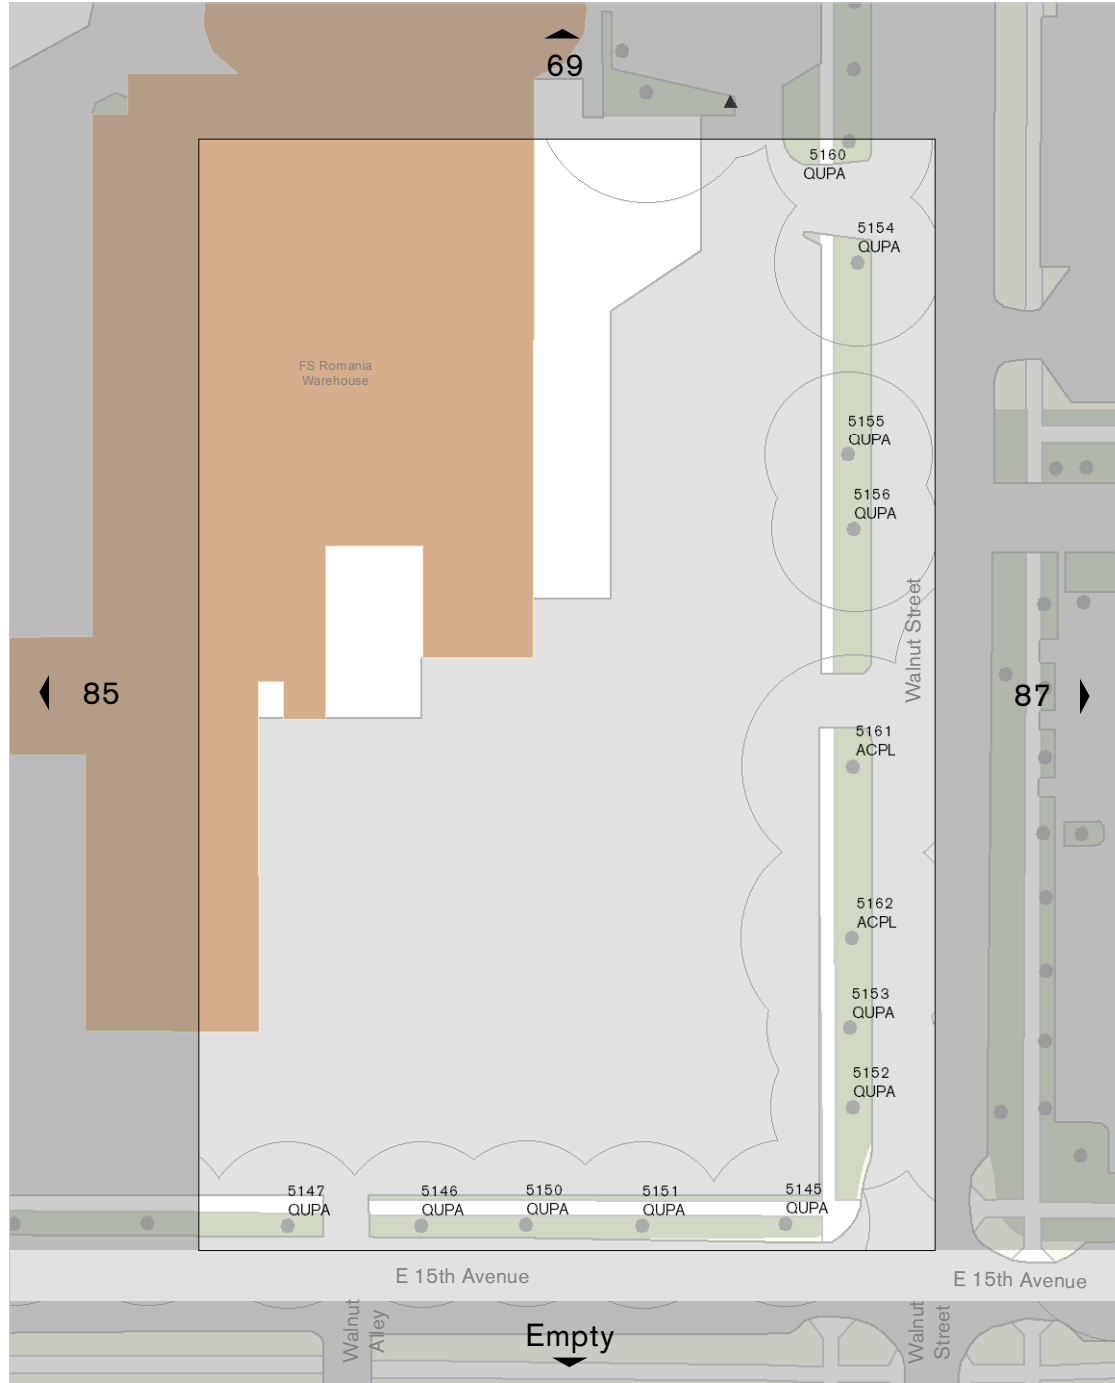 69
5160
QUPA
5154
QUPA
FS Romania
Warehouse
5155
QUPA
5156
QUPA
Walnut Street
85
87
5161
ACPL
5162
ACPL
5153
QUPA
5152
QUPA
5147
QUPA
5146
QUPA
5150
QUPA
5151
QUPA
5145
QUPA
E 15th Avenue
E 15th Avenue
Walnut
Alley
Empty
Walnut
Street